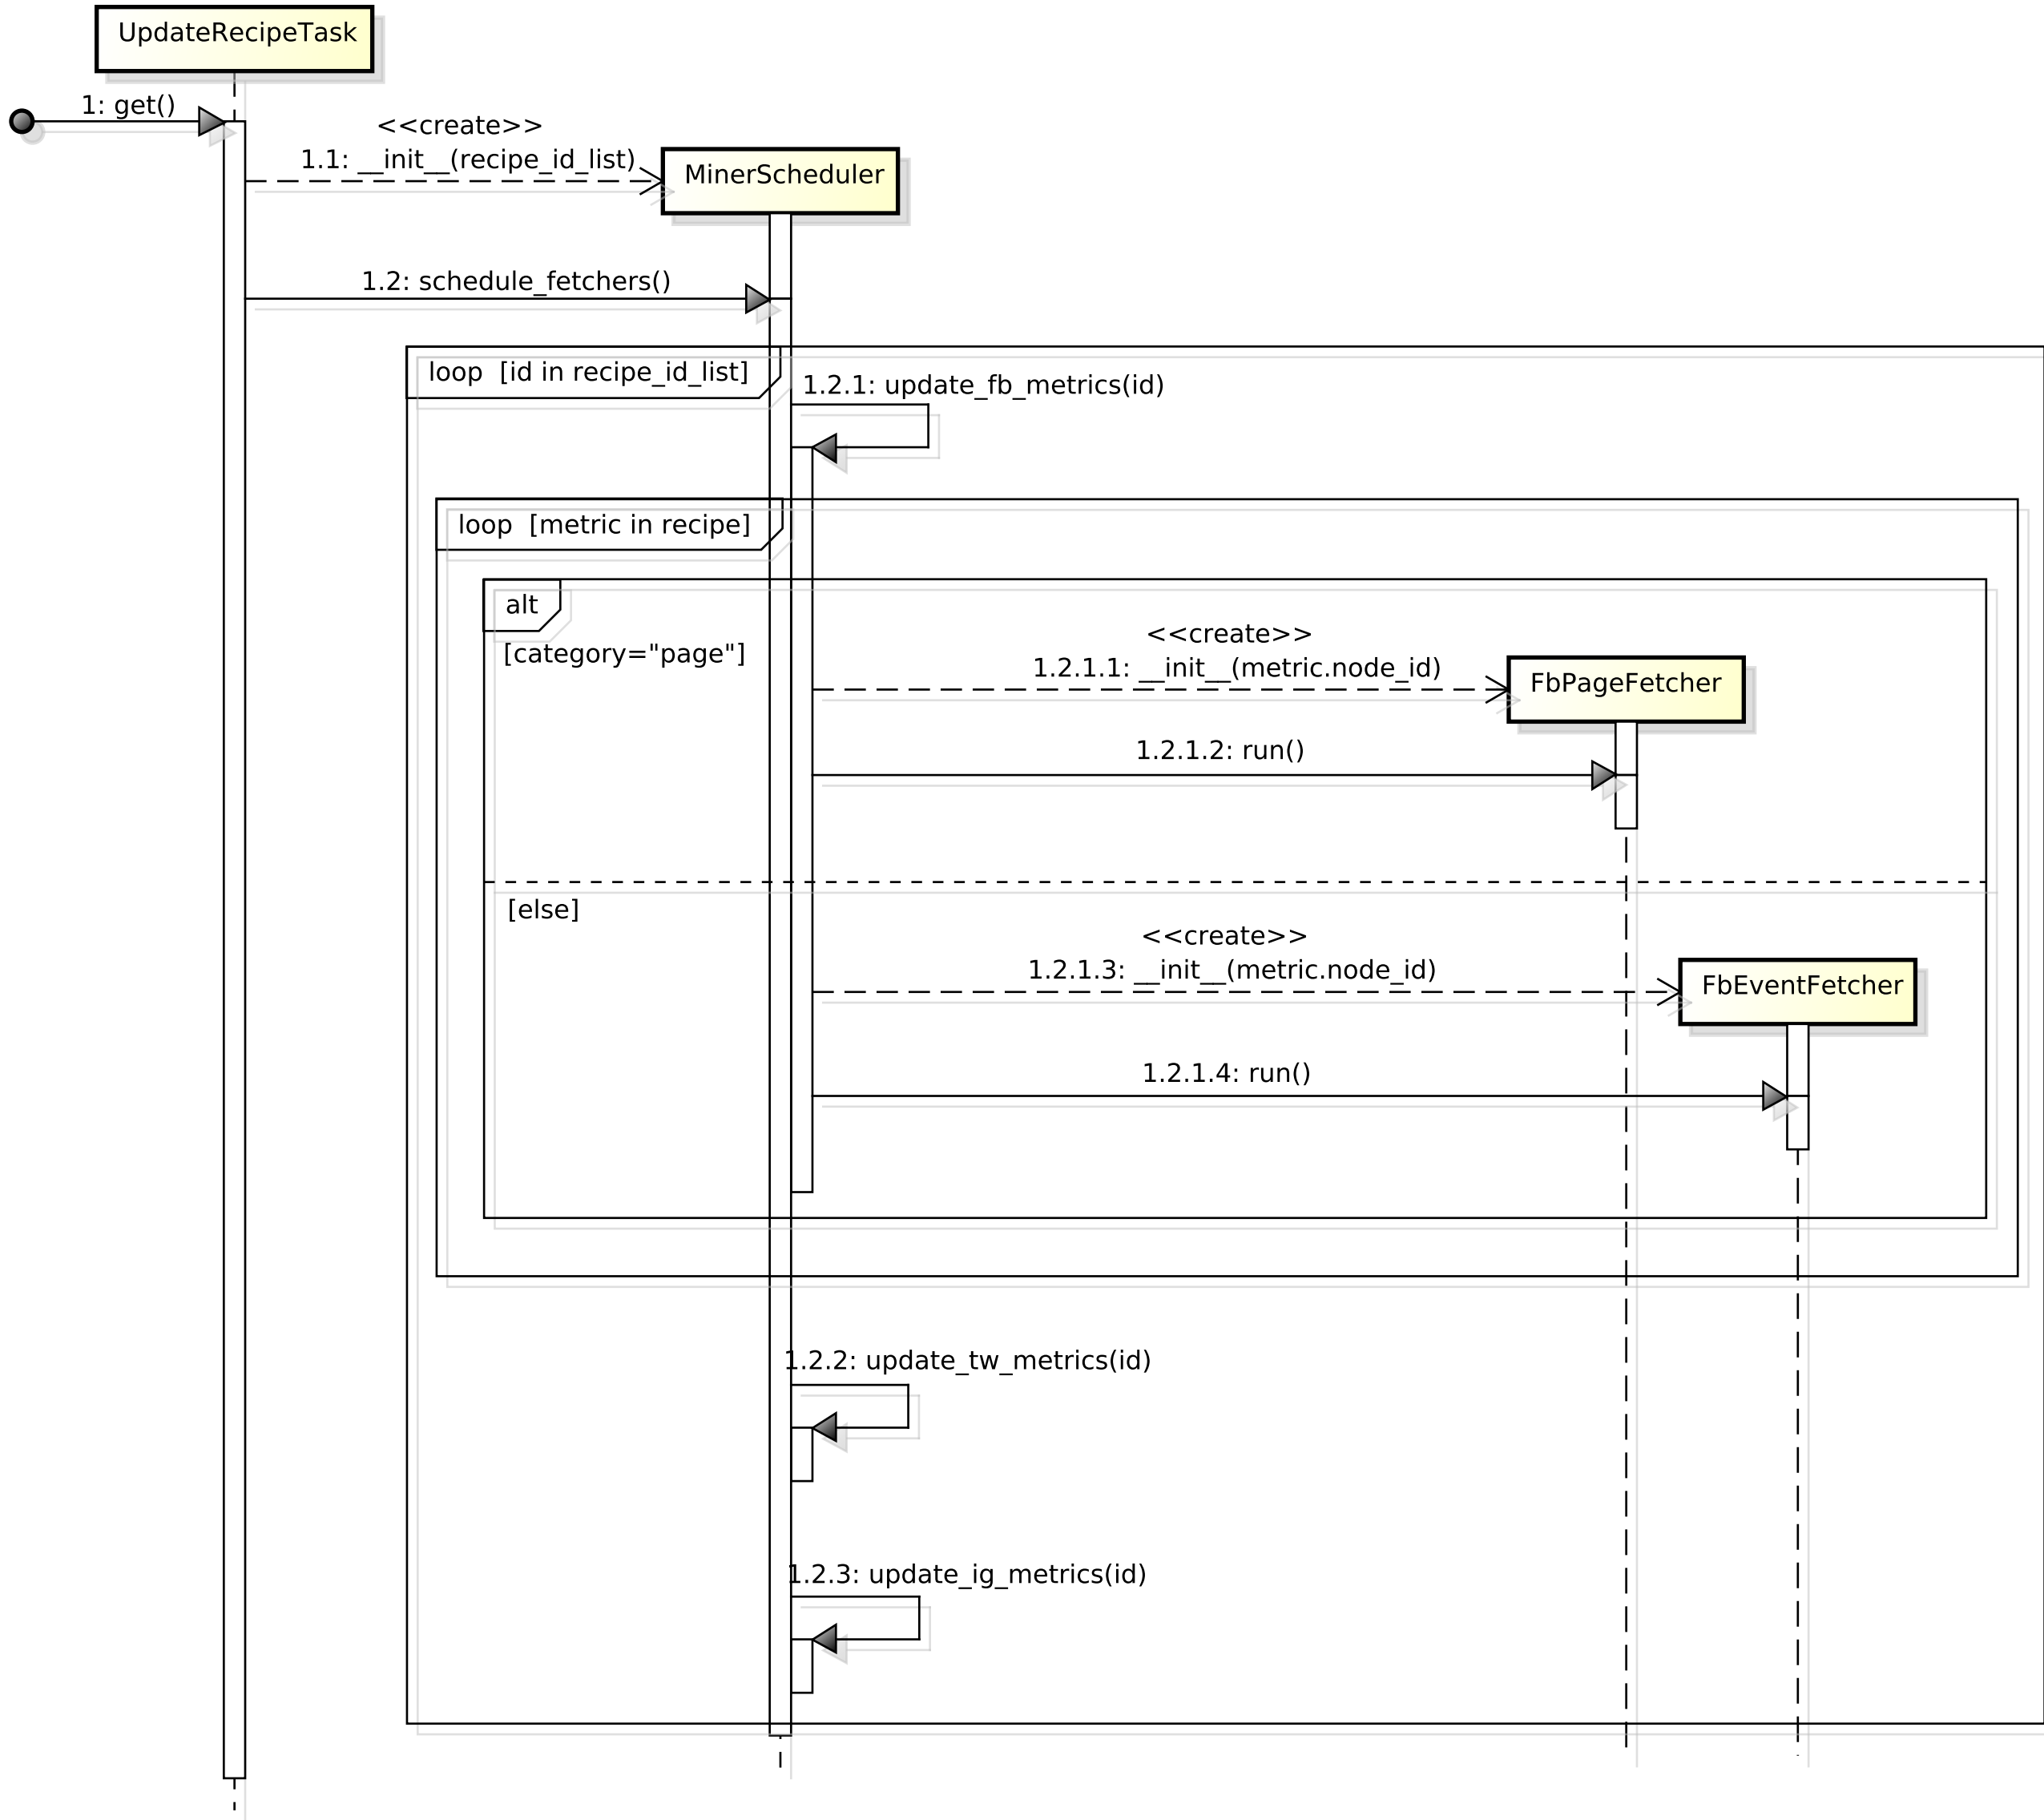 UpdateRecipeTask
1: get()
<<create>>
1.1: __init__(recipe_id_list)
MinerScheduler
1.2: schedule_fetchers()
loop [id in recipe_id_list]
1.2.1: update_fb_metrics(id)
loop [metric in recipe]
alt
[category="page"]
<<create>>
1.2.1.1: __init__(metric.node_id)
FbPageFetcher
1.2.1.2: run()
[else]
<<create>>
1.2.1.3: __init__(metric.node_id)
FbEventFetcher
1.2.1.4: run()
1.2.2: update_tw_metrics(id)
1.2.3: update_ig_metrics(id)